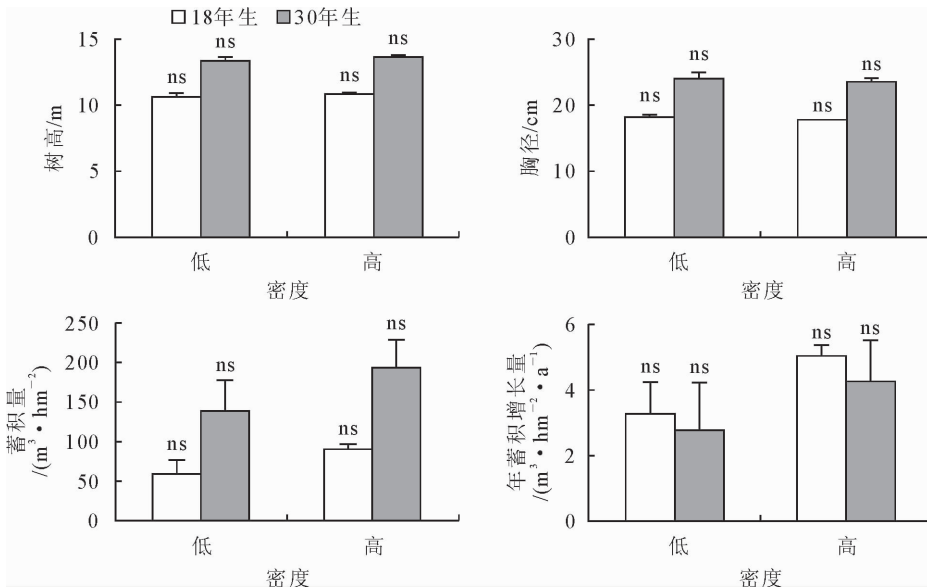 □18年生 ■30年生
树高/m
15
10
5
0
ns
ns
ns
ns
低
高
密度
胸径/cm
30
20
10
0
ns
ns
ns
ns
低
高
密度
蓄积量
/(m³·hm⁻²)
250
200
150
100
50
0
ns
ns
ns
ns
低
高
密度
年蓄积增长量
/(m³·hm⁻²·a⁻¹)
6
4
2
0
ns
ns
ns
ns
低
高
密度